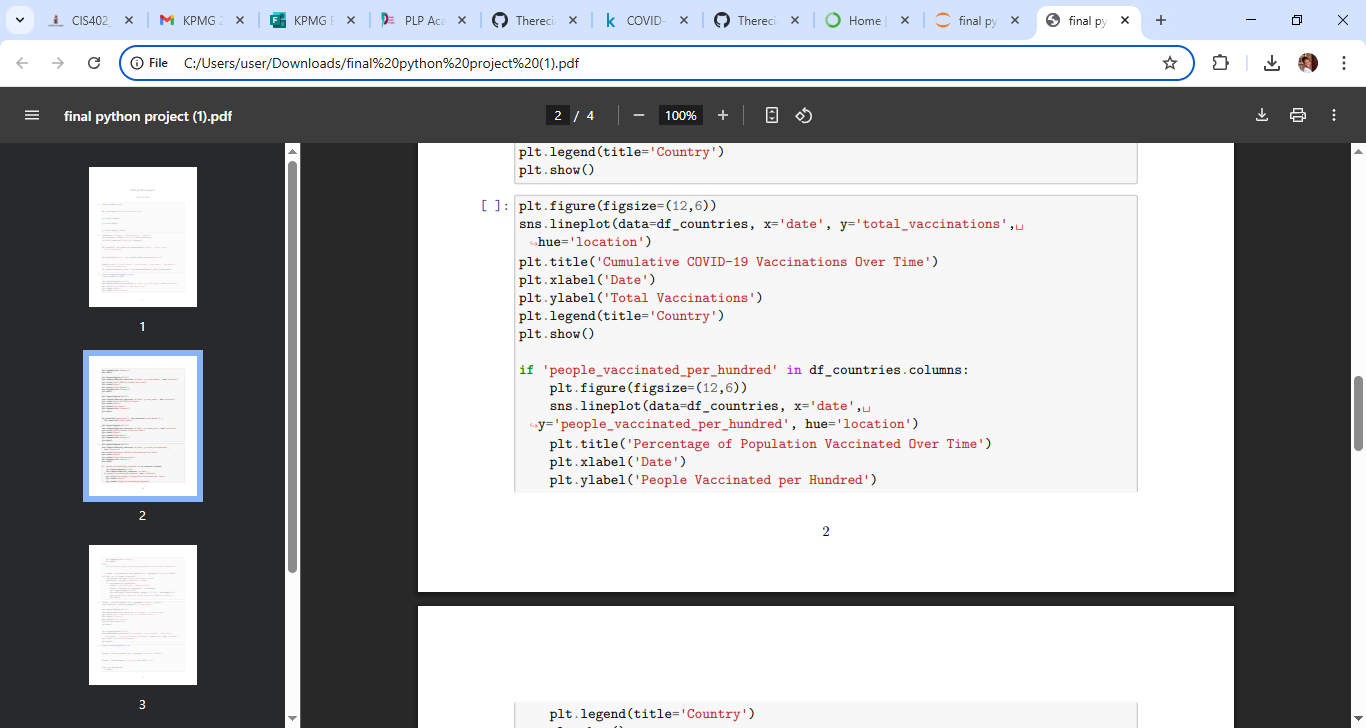 CIS402_
KPMG 2
KPMG E
PLP Aca
Thereci
COVID-
Thereci
Home |
final py
final py
File C:/Users/user/Downloads/final%20python%20project%20(1).pdf
final python project (1).pdf
2 / 4
100%
plt.legend(title='Country')
plt.show()
[ ]: plt.figure(figsize=(12,6))
sns.lineplot(data=df_countries, x='date', y='total_vaccinations',␣
↪hue='location')
plt.title('Cumulative COVID-19 Vaccinations Over Time')
plt.xlabel('Date')
plt.ylabel('Total Vaccinations')
plt.legend(title='Country')
plt.show()
if 'people_vaccinated_per_hundred' in df_countries.columns:
plt.figure(figsize=(12,6))
sns.lineplot(data=df_countries, x='date',␣
↪y='people_vaccinated_per_hundred', hue='location')
plt.title('Percentage of Population Vaccinated Over Time')
plt.xlabel('Date')
plt.ylabel('People Vaccinated per Hundred')
2
plt.legend(title='Country')
1
2
3